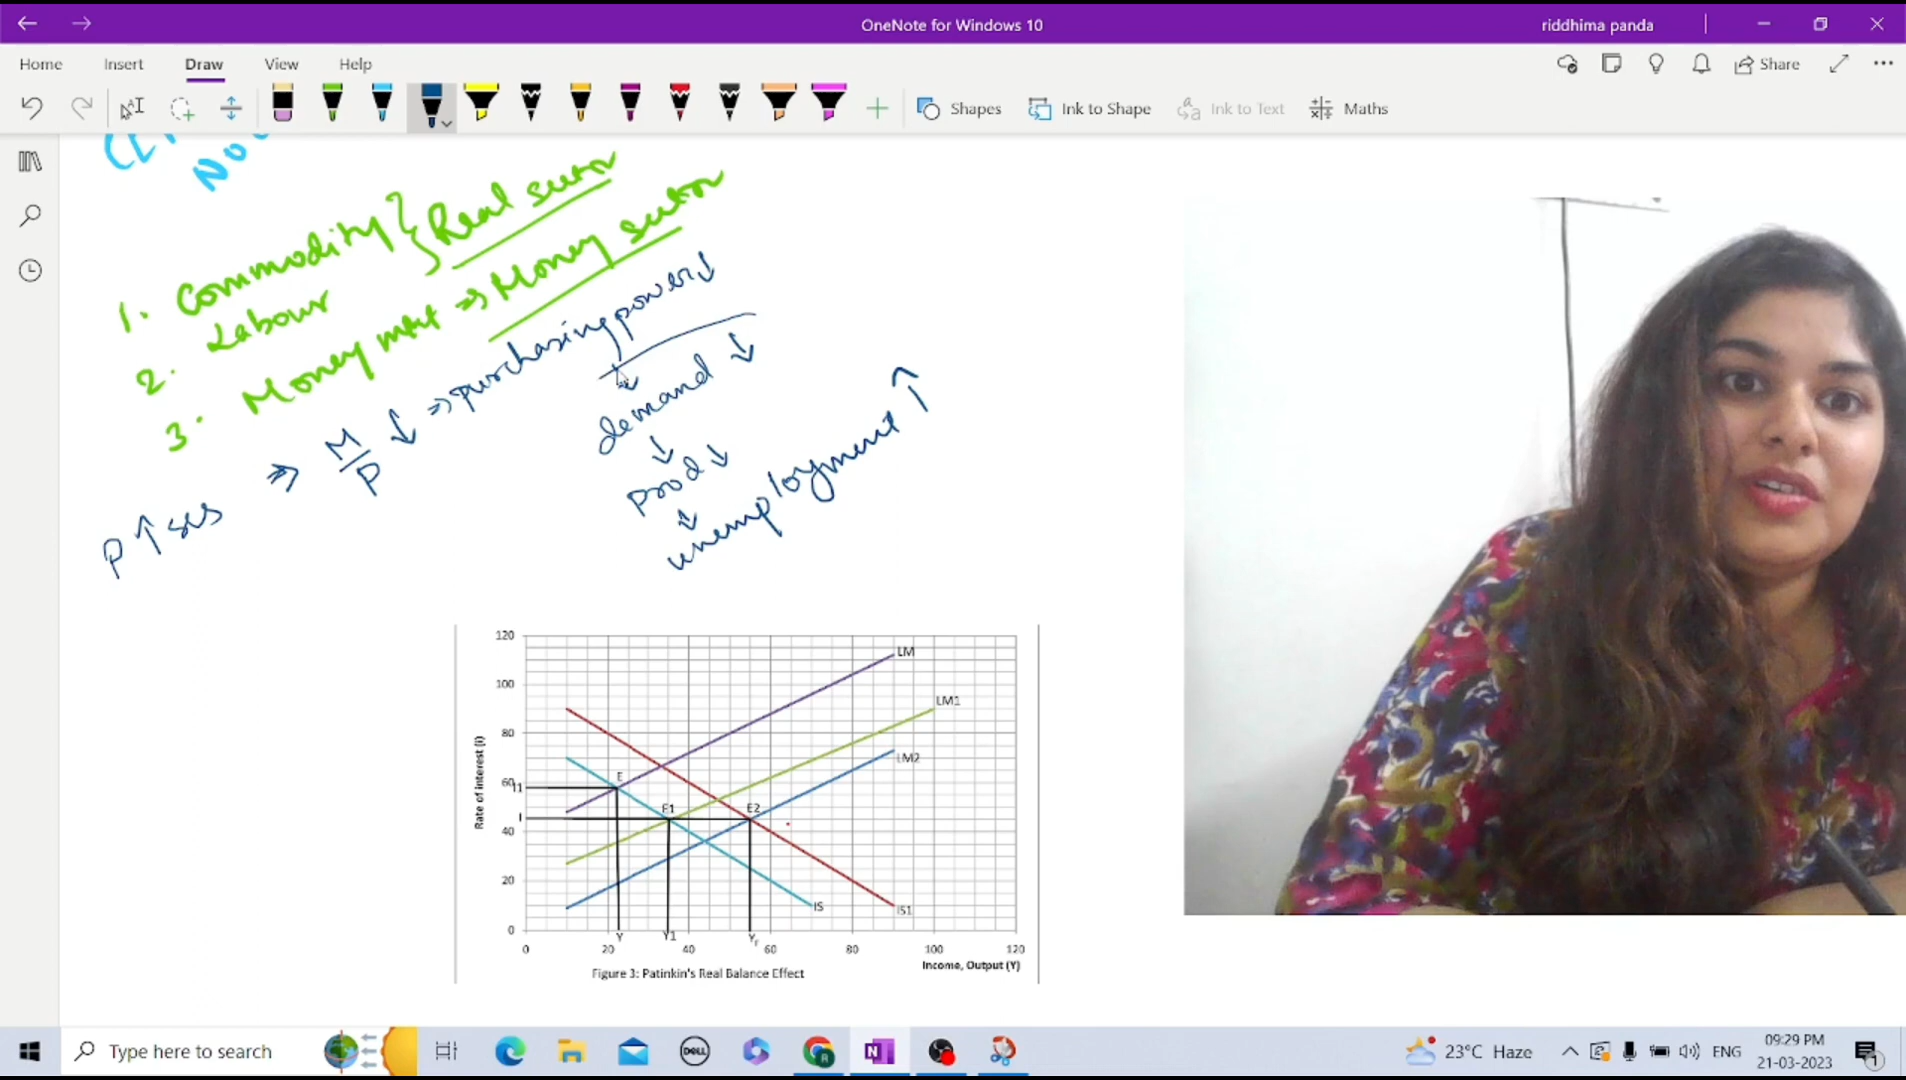 OneNote for Windows 10
riddhima panda
Home Insert Draw View Help
Share
Shapes Ink to Shape Ink to Text Maths
No
1. Commodity } Real sector
2. Labour
3. Money mkt => Money sector
P↑ses => M/P ↓ => purchasing power↓
demand ↓
↓
prod↓
↓
unemployment ↑
120
100
80
60
40
20
0
Rate of interest (i)
I1
I
LM
LM1
LM2
E
E1
E2
IS
IS1
Y Y1 Yf
0 20 40 60 80 100 120
Income, Output (Y)
Figure 3: Patinkin's Real Balance Effect
Type here to search
DELL
23°C Haze
ENG
09:29 PM
21-03-2023
1